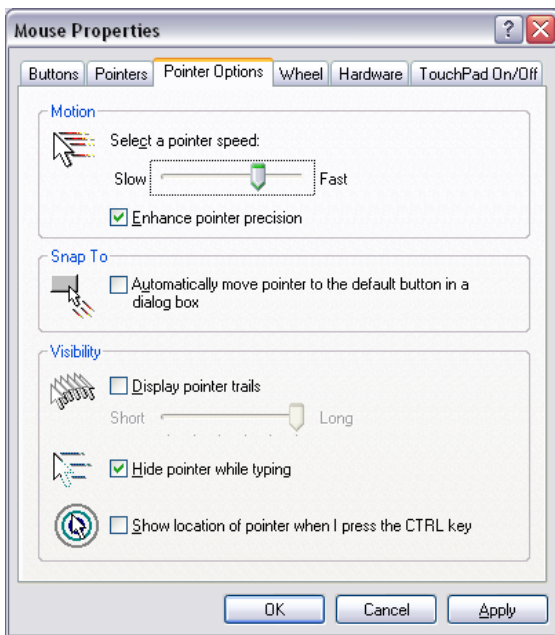 Mouse Properties
?
Buttons Pointers Pointer Options Wheel Hardware TouchPad On/Off
Motion
Select a pointer speed:
Slow Fast
Enhance pointer precision
Snap To
Automatically move pointer to the default button in a
dialog box
Visibility
Display pointer trails
Short Long
Hide pointer while typing
Show location of pointer when I press the CTRL key
OK Cancel Apply